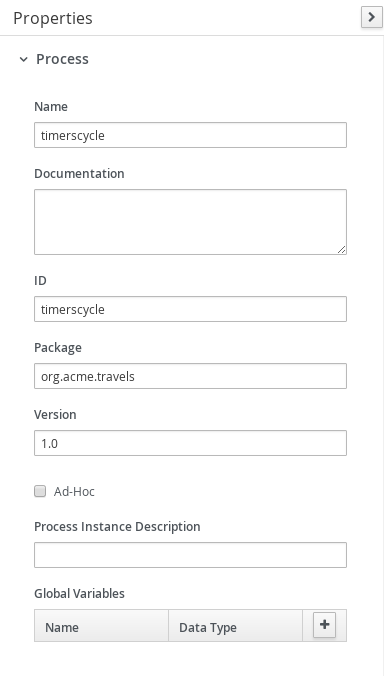 Properties
Process
Name
timerscycle
Documentation
ID
timerscycle
Package
org.acme.travels
Version
1.0
Ad-Hoc
Process Instance Description
Global Variables
Name Data Type +